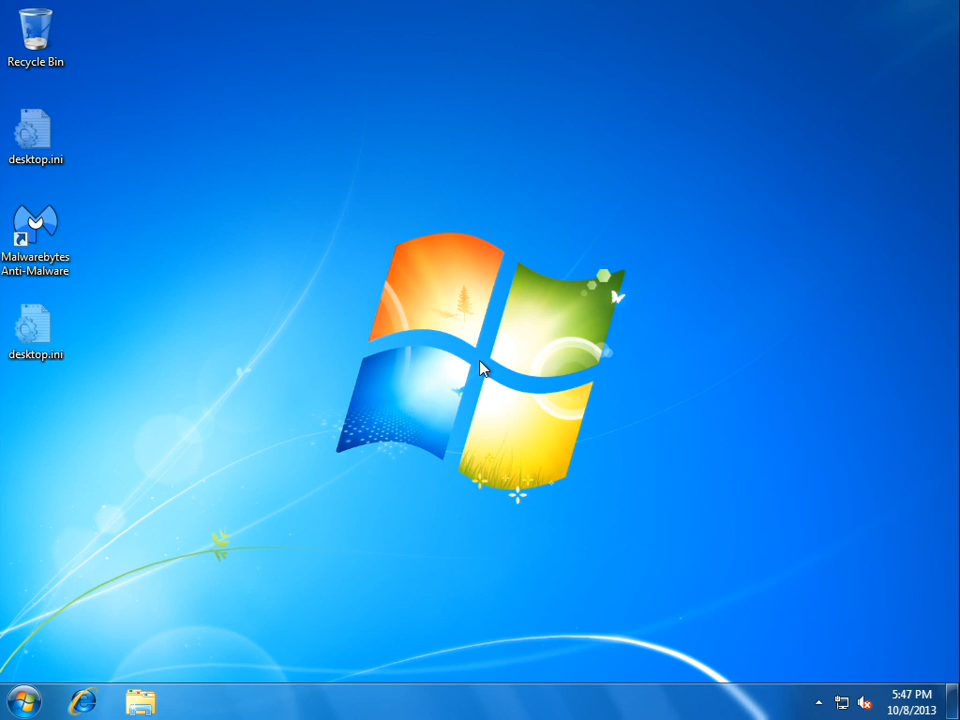 Recycle Bin
desktop.ini
Malwarebytes
Anti-Malware
desktop.ini
5:47 PM
10/8/2013